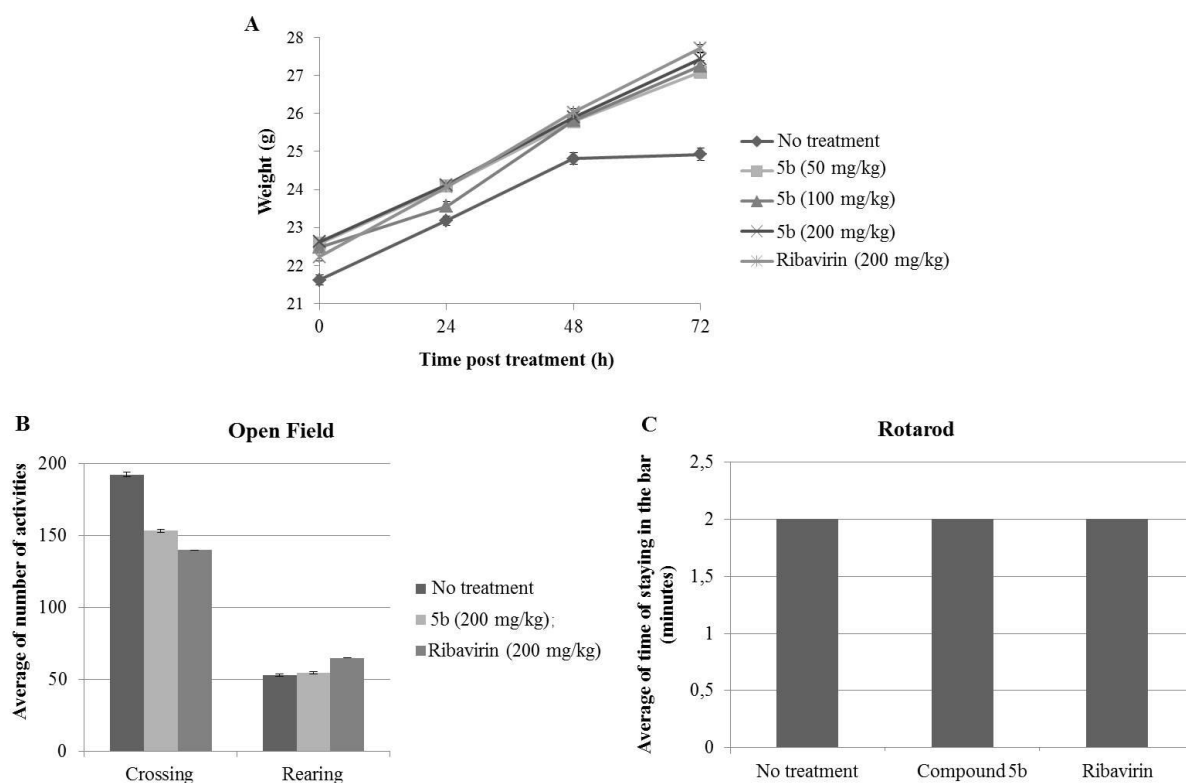 A
28
27
26
25
24
23
22
21
Weight (g)
0 24 48 72
Time post treatment (h)
No treatment
5b (50 mg/kg)
5b (100 mg/kg)
5b (200 mg/kg)
Ribavirin (200 mg/kg)
B
Open Field
Average of number of activities
200
150
100
50
0
Crossing Rearing
No treatment
5b (200 mg/kg);
Ribavirin (200 mg/kg)
C
Rotarod
Average of time of staying in the bar
(minutes)
2,5
2
1,5
1
0,5
0
No treatment Compound 5b Ribavirin